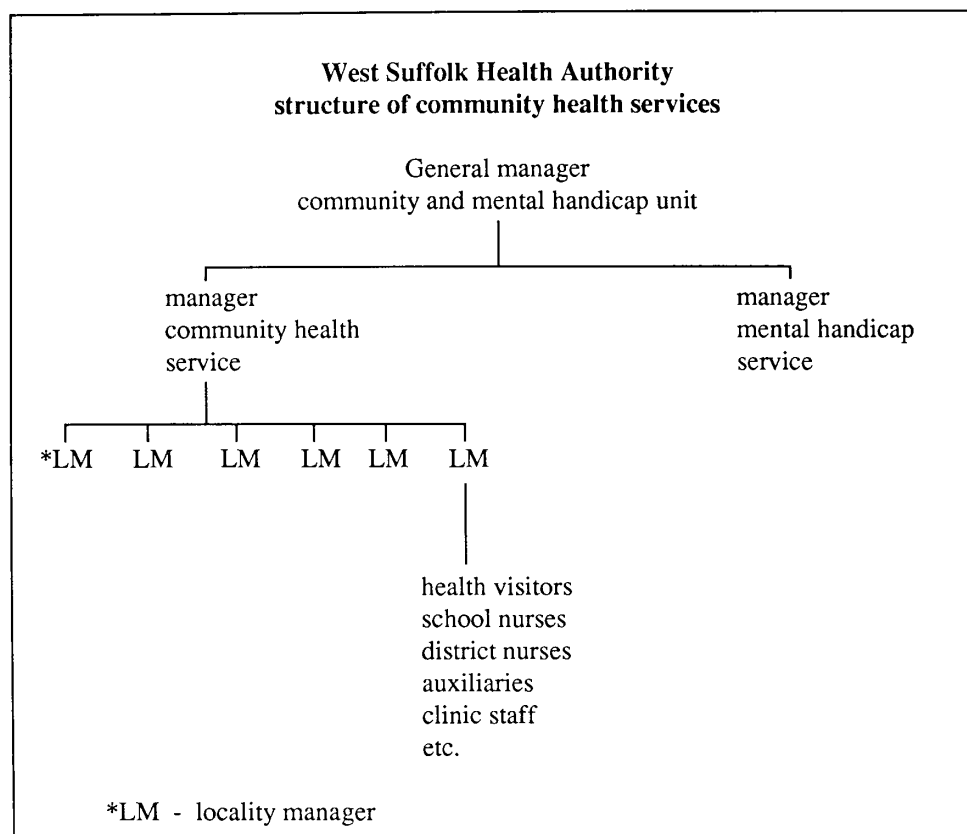 West Suffolk Health Authority
structure of community health services
General manager
community and mental handicap unit
manager
community health
service
manager
mental handicap
service
*LM LM LM LM LM LM
health visitors
school nurses
district nurses
auxiliaries
clinic staff
etc.
*LM - locality manager